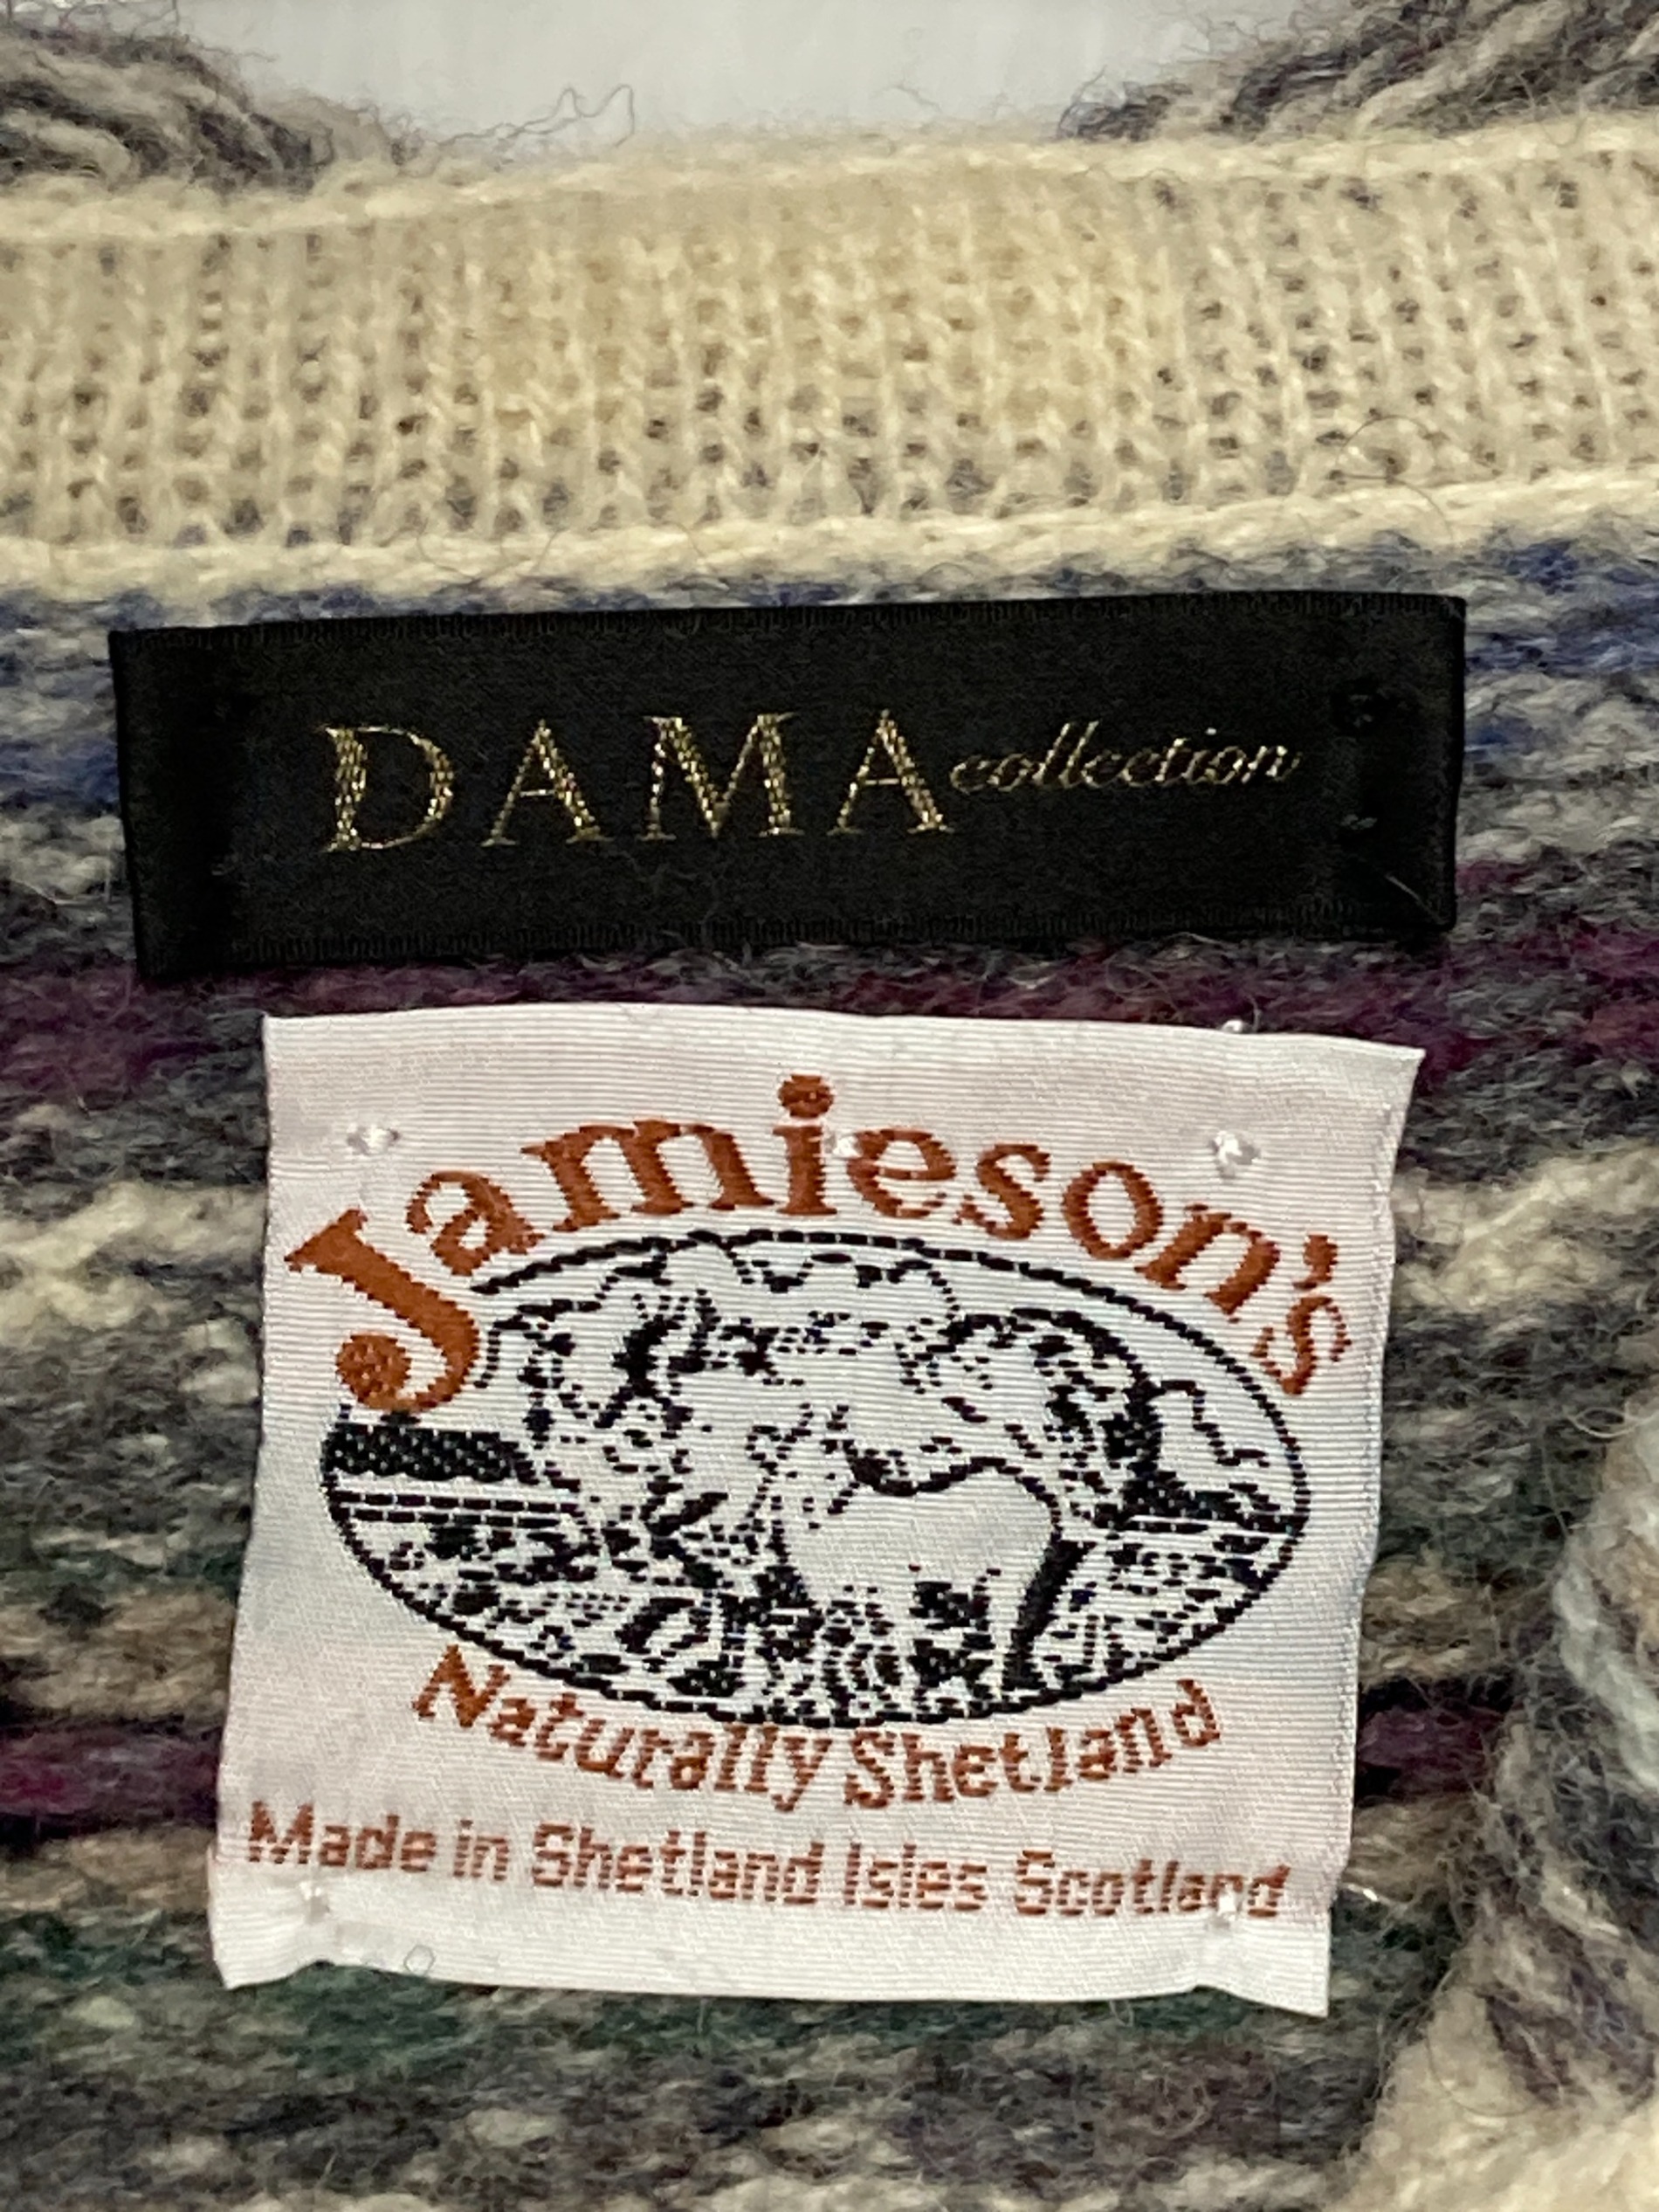 DAMA collection
Jamieson's
Naturally Shetland
Made in Shetland Isles Scotland